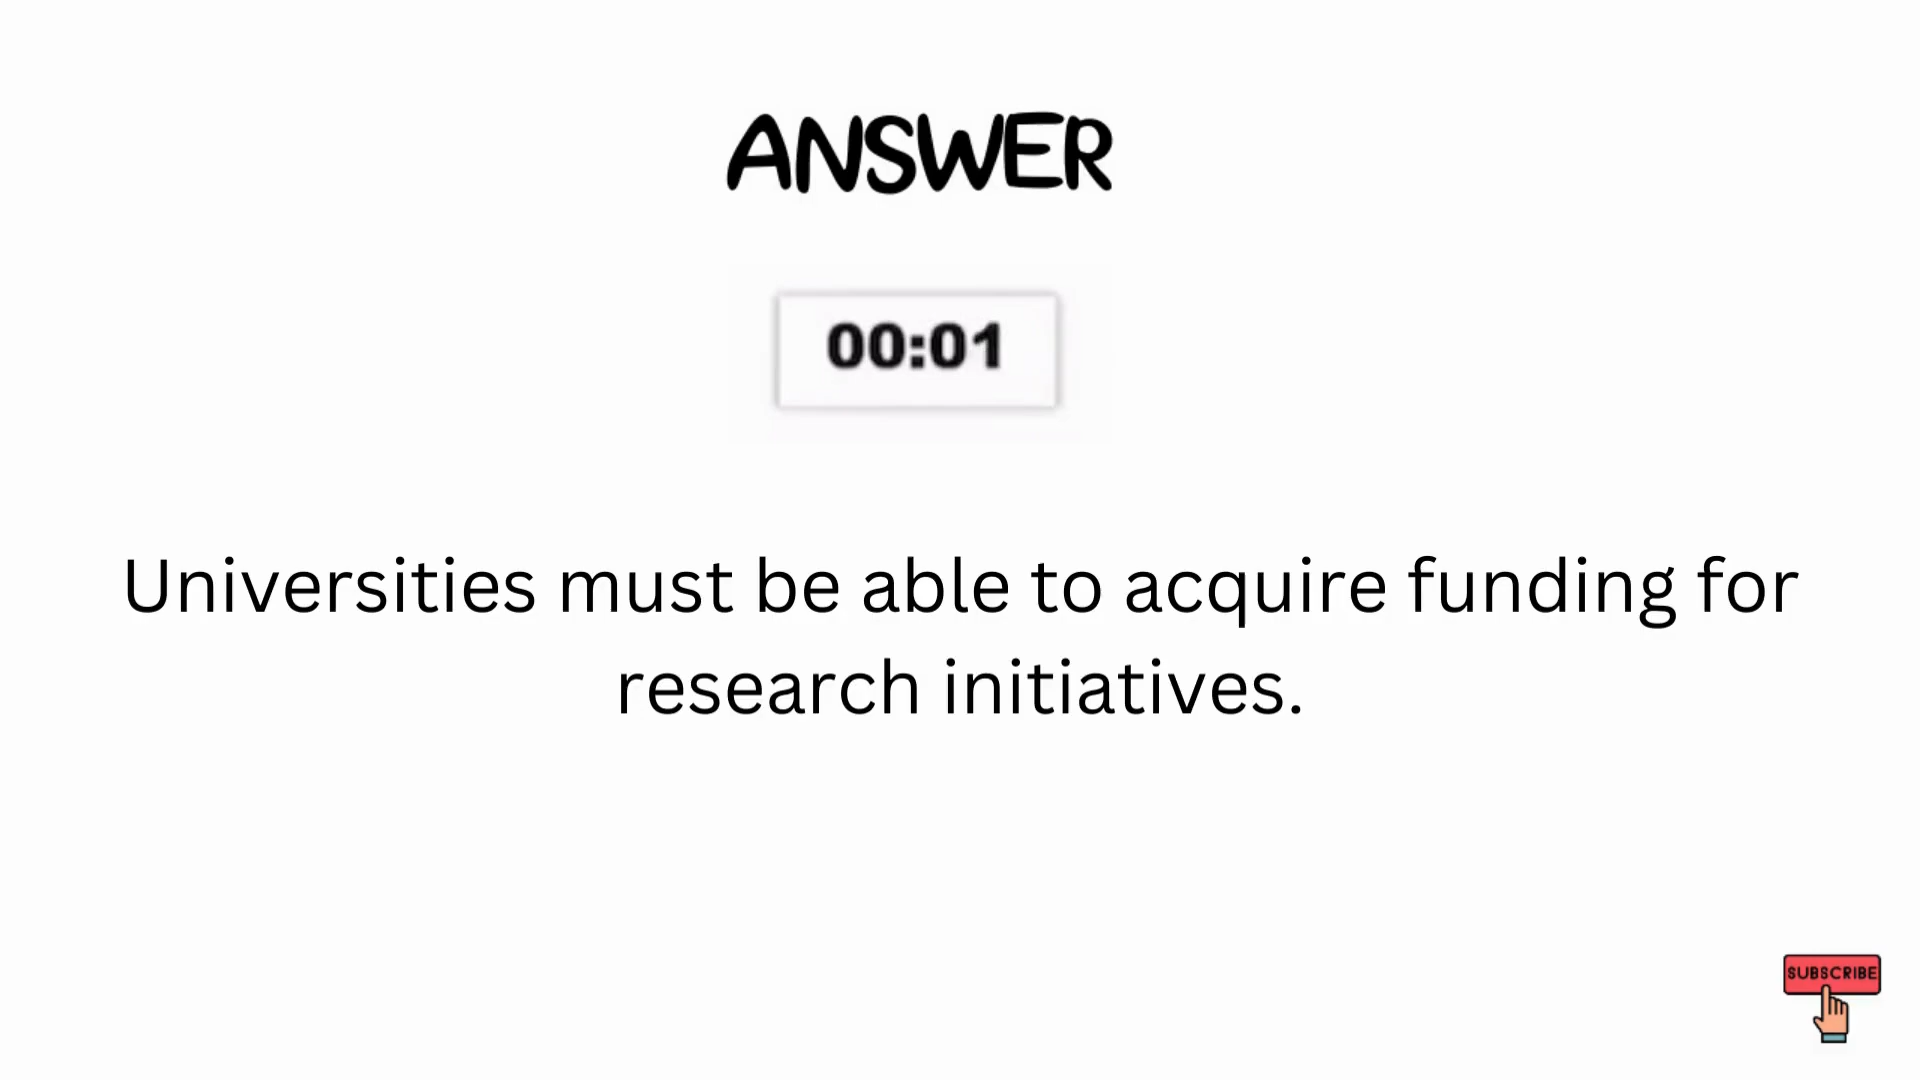 ANSWER
00:01
Universities must be able to acquire funding for
research initiatives.
SUBSCRIBE